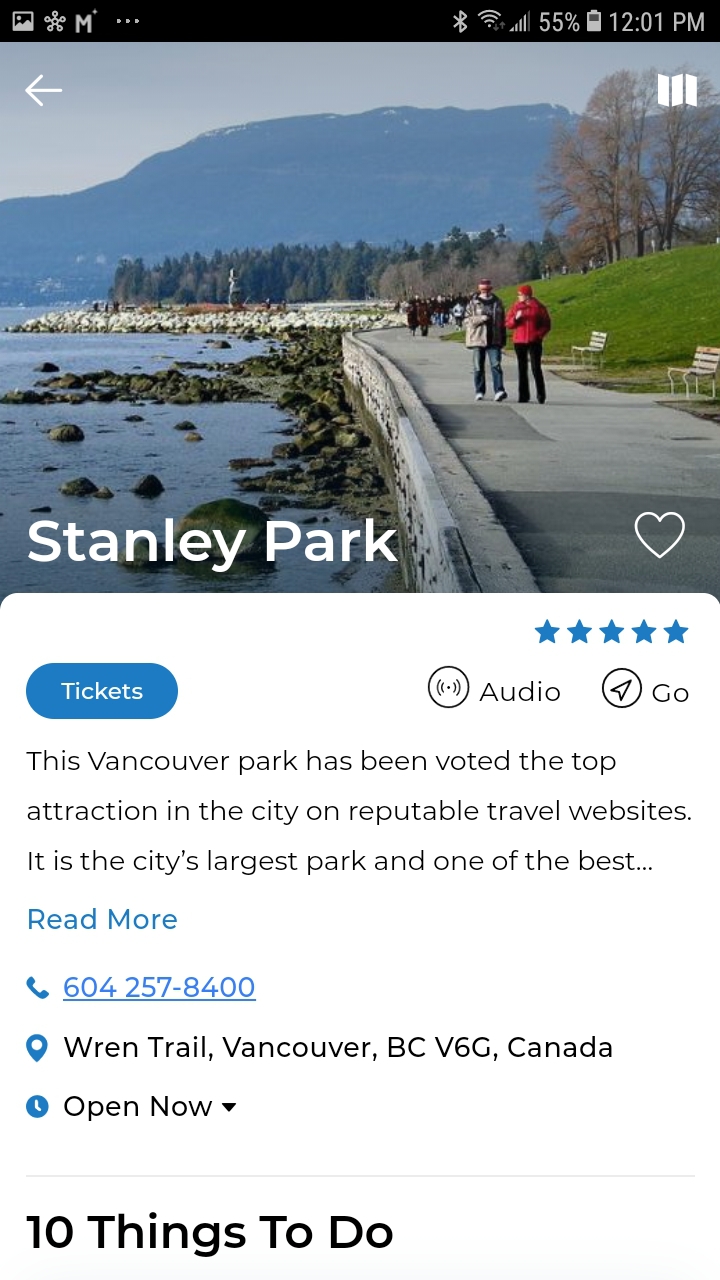 55% 12:01 PM
Stanley Park
Tickets
Audio
Go
This Vancouver park has been voted the top
attraction in the city on reputable travel websites.
It is the city’s largest park and one of the best...
Read More
604 257-8400
Wren Trail, Vancouver, BC V6G, Canada
Open Now
10 Things To Do